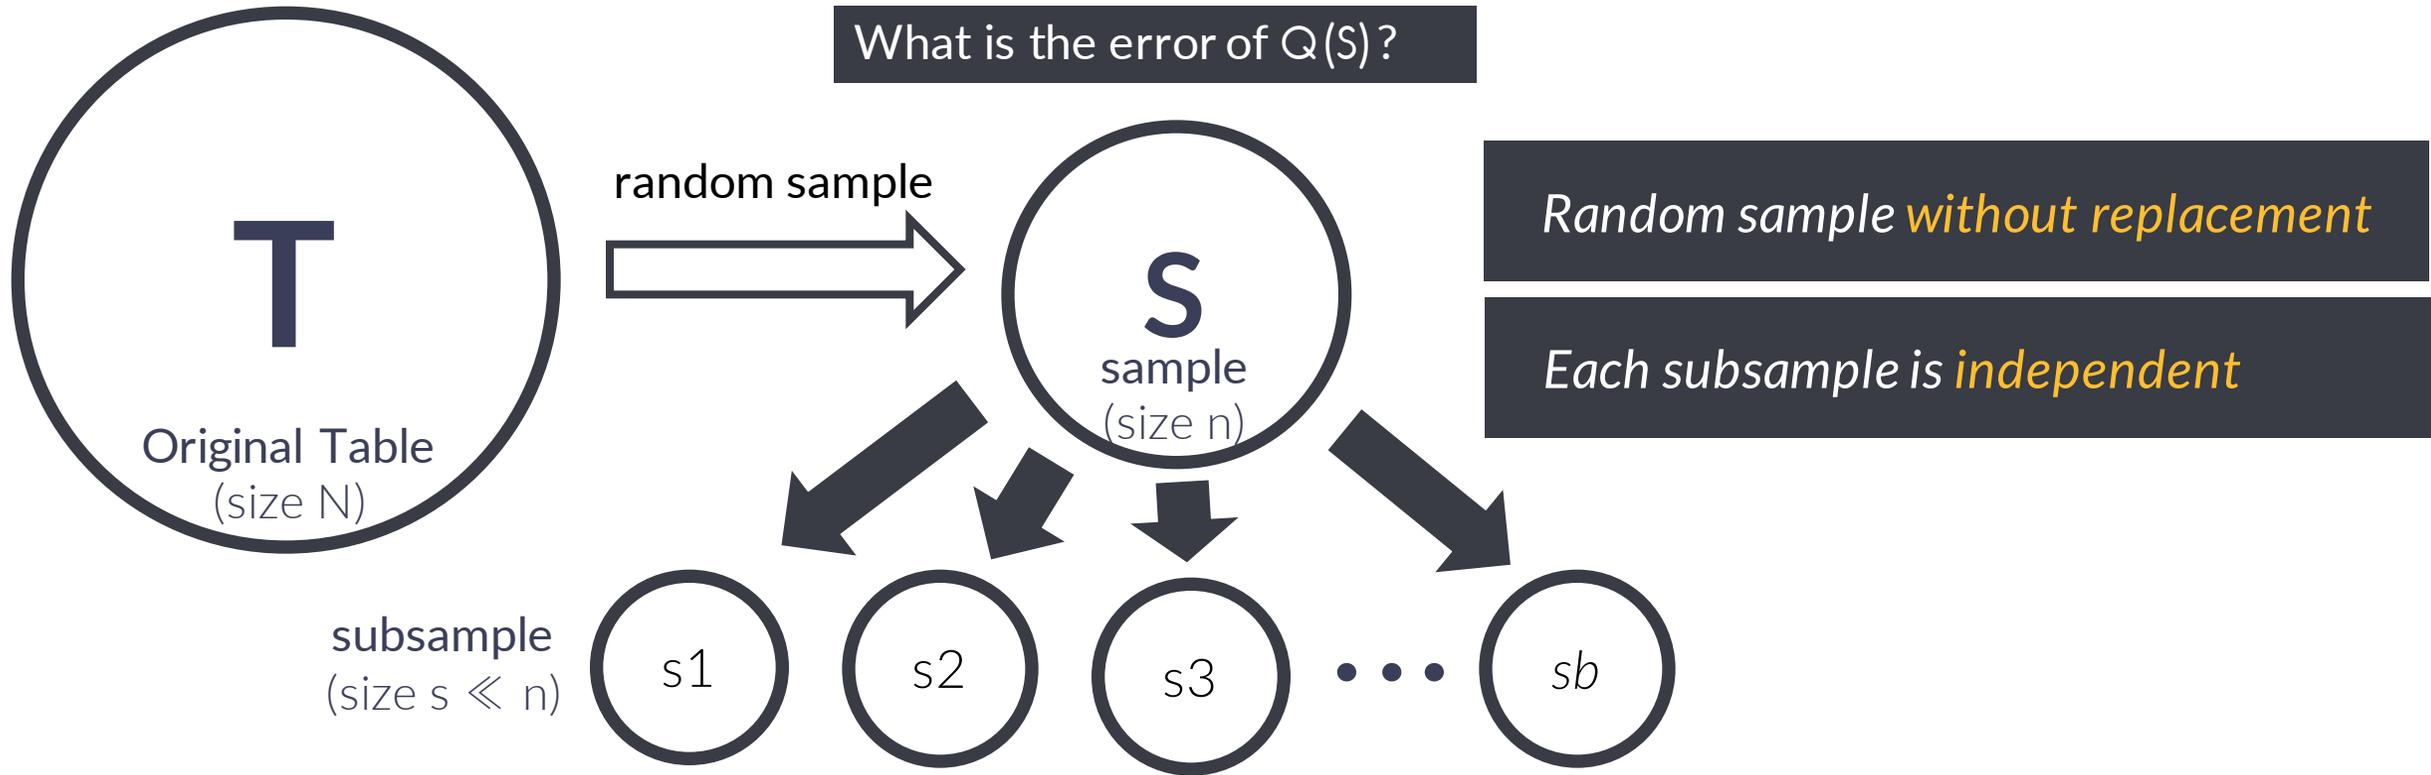 What is the error of Q(S)?
random sample
T
Original Table
(size N)
S
sample
(size n)
Random sample without replacement
Each subsample is independent
subsample
(size s ≪ n)
s1
s2
s3
sb